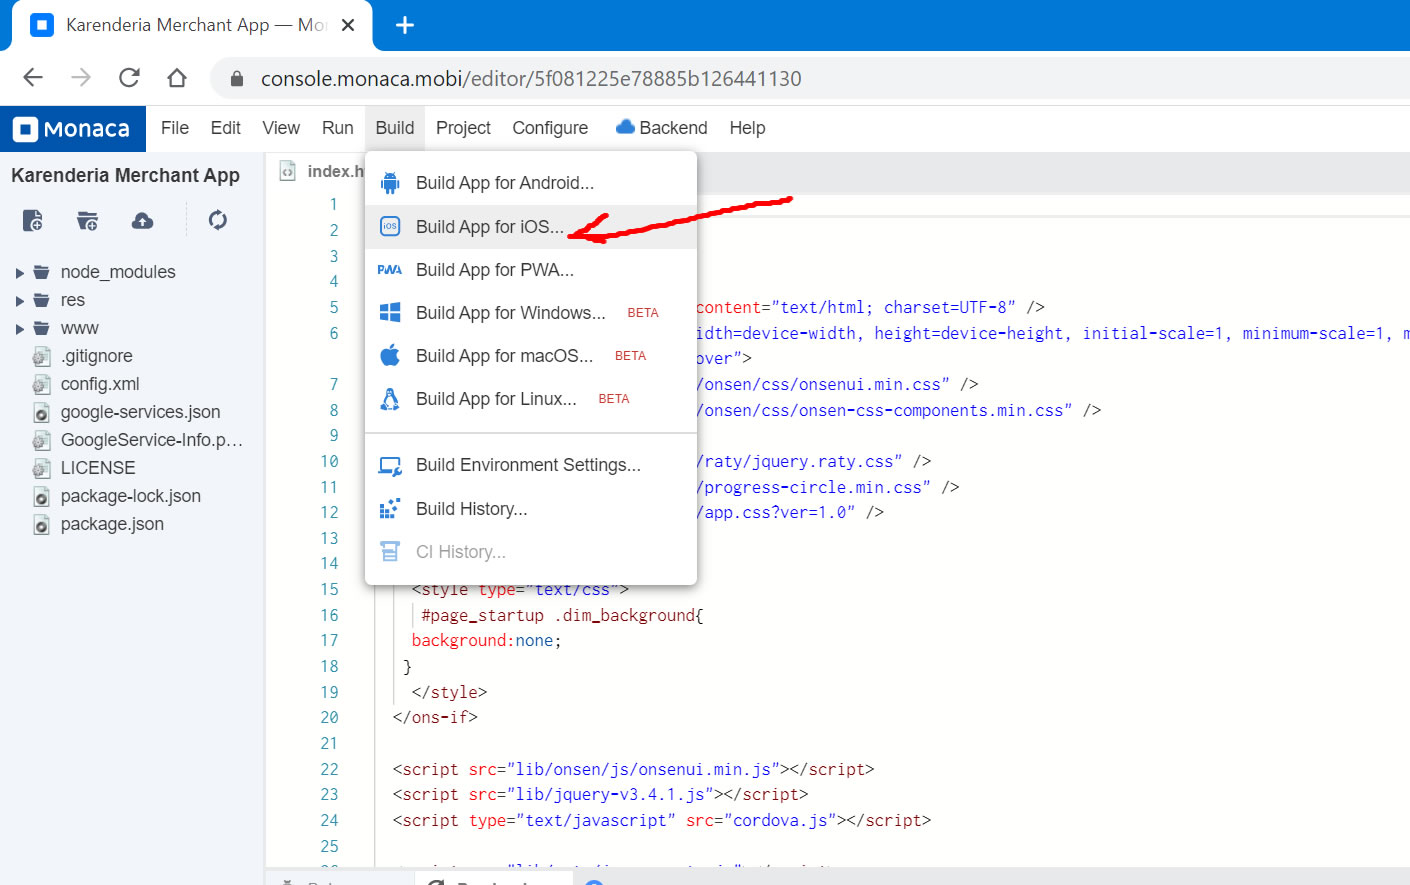 Karenderia Merchant App — Mo
console.monaca.mobi/editor/5f081225e78885b126441130
Monaca File Edit View Run Build Project Configure Backend Help
Karenderia Merchant App
node_modules
res
www
.gitignore
config.xml
google-services.json
GoogleService-Info.p...
LICENSE
package-lock.json
package.json
index.h
Build App for Android...
iOS Build App for iOS...
PWA Build App for PWA...
Build App for Windows... BETA
Build App for macOS... BETA
Build App for Linux... BETA
Build Environment Settings...
Build History...
CI History...
1
2
3
4
5 content="text/html; charset=UTF-8" />
6 idth=device-width, height=device-height, initial-scale=1, minimum-scale=1, m
over">
7 /onsen/css/onsenui.min.css" />
8 /onsen/css/onsen-css-components.min.css" />
9
10 /raty/jquery.raty.css" />
11 /progress-circle.min.css" />
12 /app.css?ver=1.0" />
13
14
15 <style type="text/css">
16 #page_startup .dim_background{
17 background:none;
18 }
19 </style>
20 </ons-if>
21
22 <script src="lib/onsen/js/onsenui.min.js"></script>
23 <script src="lib/jquery-v3.4.1.js"></script>
24 <script type="text/javascript" src="cordova.js"></script>
25